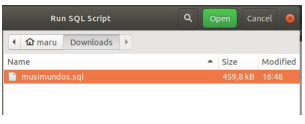 Run SQL Script
Open
Cancel
maru
Downloads
Name
Size
Modified
musimundos.sql
459,8 kB
16:48